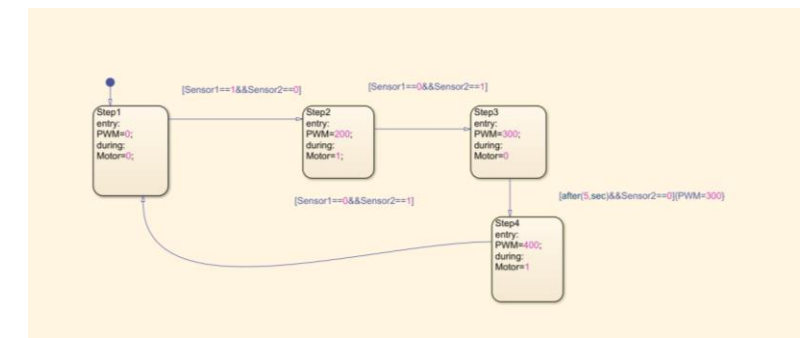 [Sensor1==1&&Sensor2==0]
[Sensor1==0&&Sensor2==1]
Step1
entry:
PWM=0;
during:
Motor=0;
Step2
entry:
PWM=200;
during:
Motor=1;
Step3
entry:
PWM=300;
during:
Motor=0
[Sensor1==0&&Sensor2==1]
[after(5,sec)&&Sensor2==0]{PWM=300}
Step4
entry:
PWM=400;
during:
Motor=1